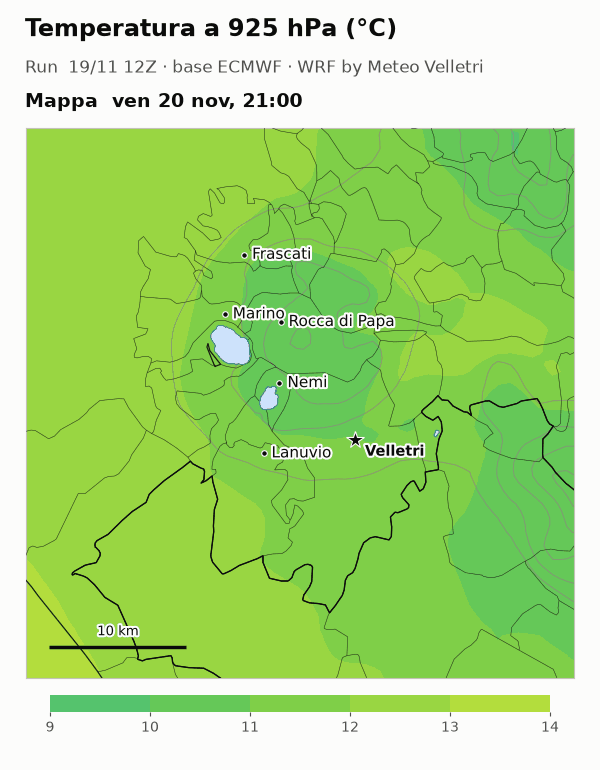 Temperatura a 925 hPa (°C)
Run  19/11 12Z · base ECMWF · WRF by Meteo Velletri
Mappa  ven 20 nov, 21:00
Frascati
Marino
Rocca di Papa
Nemi
Velletri
Lanuvio
10 km
9 10 11 12 13 14